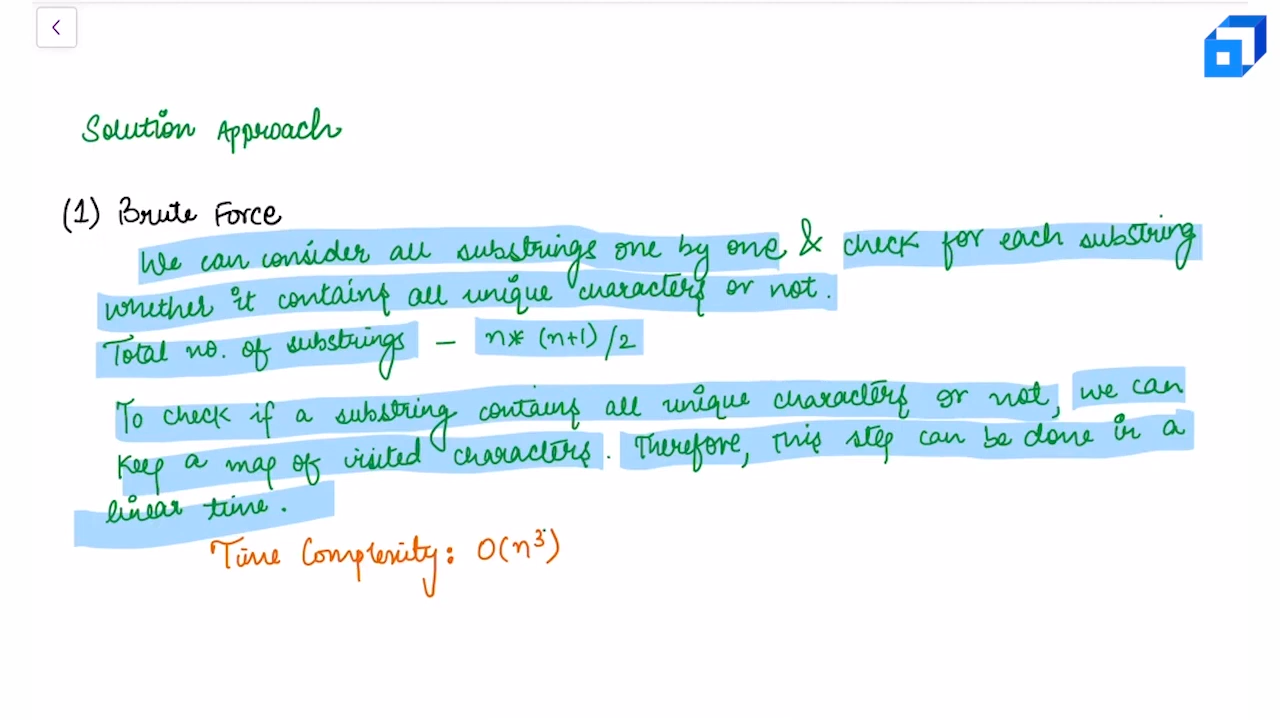 Solution Approach
(1) Brute Force
We can consider all substrings one by one & check for each substring
whether it contains all unique characters or not.
Total no. of substrings — n* (n+1)/2
To check if a substring contains all unique characters or not, we can
keep a map of visited characters. Therefore, this step can be done in a
linear time.
Time Complexity: O(n³)